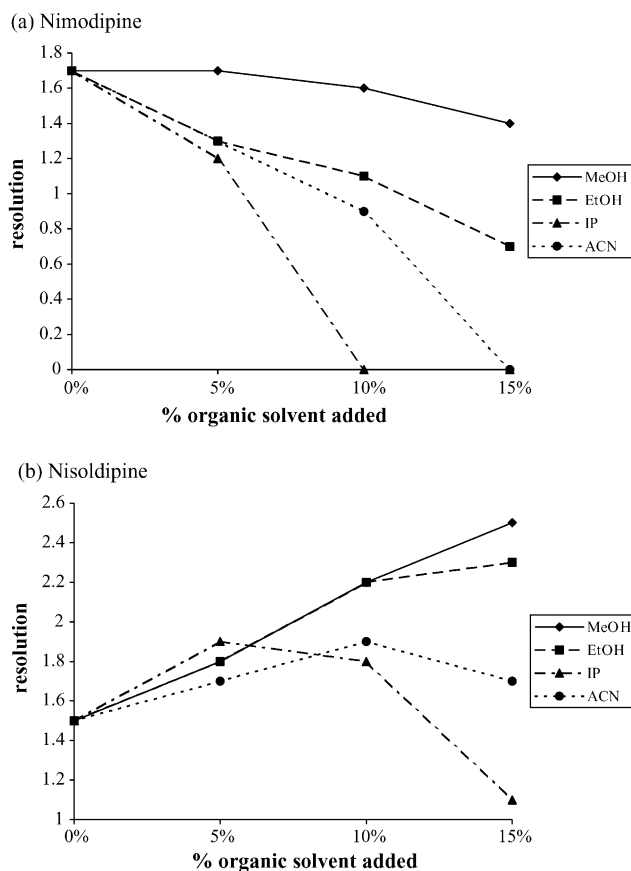 (a) Nimodipine
1.8
1.6
1.4
1.2
1
0.8
0.6
0.4
0.2
0
resolution
0%
5%
10%
15%
% organic solvent added
MeOH
EtOH
IP
ACN
(b) Nisoldipine
2.6
2.4
2.2
2
1.8
1.6
1.4
1.2
1
resolution
0%
5%
10%
15%
% organic solvent added
MeOH
EtOH
IP
ACN